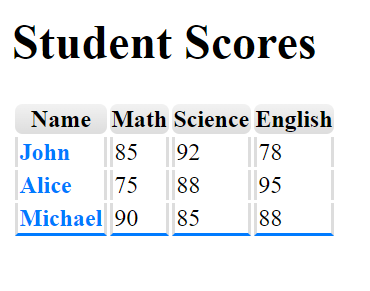 Student Scores
Name Math Science English
John 85 92 78
Alice 75 88 95
Michael 90 85 88